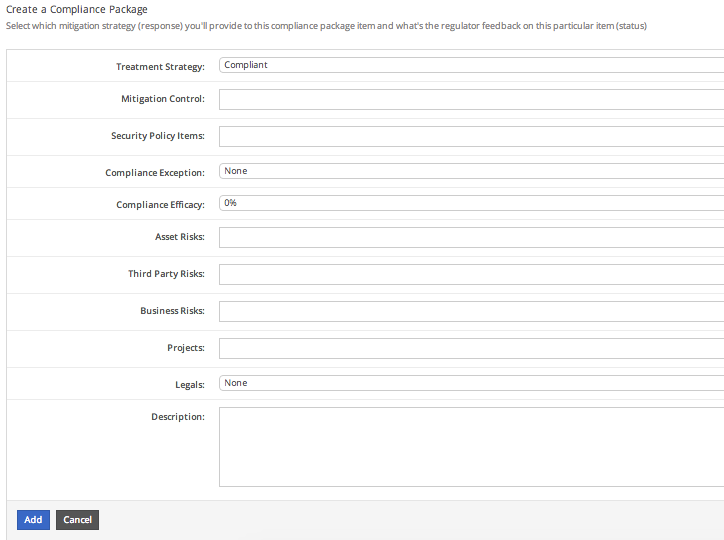 Create a Compliance Package
Select which mitigation strategy (response) you'll provide to this compliance package item and what's the regulator feedback on this particular item (status)
Treatment Strategy: Compliant
Mitigation Control:
Security Policy Items:
Compliance Exception: None
Compliance Efficacy: 0%
Asset Risks:
Third Party Risks:
Business Risks:
Projects:
Legals: None
Description:
Add Cancel